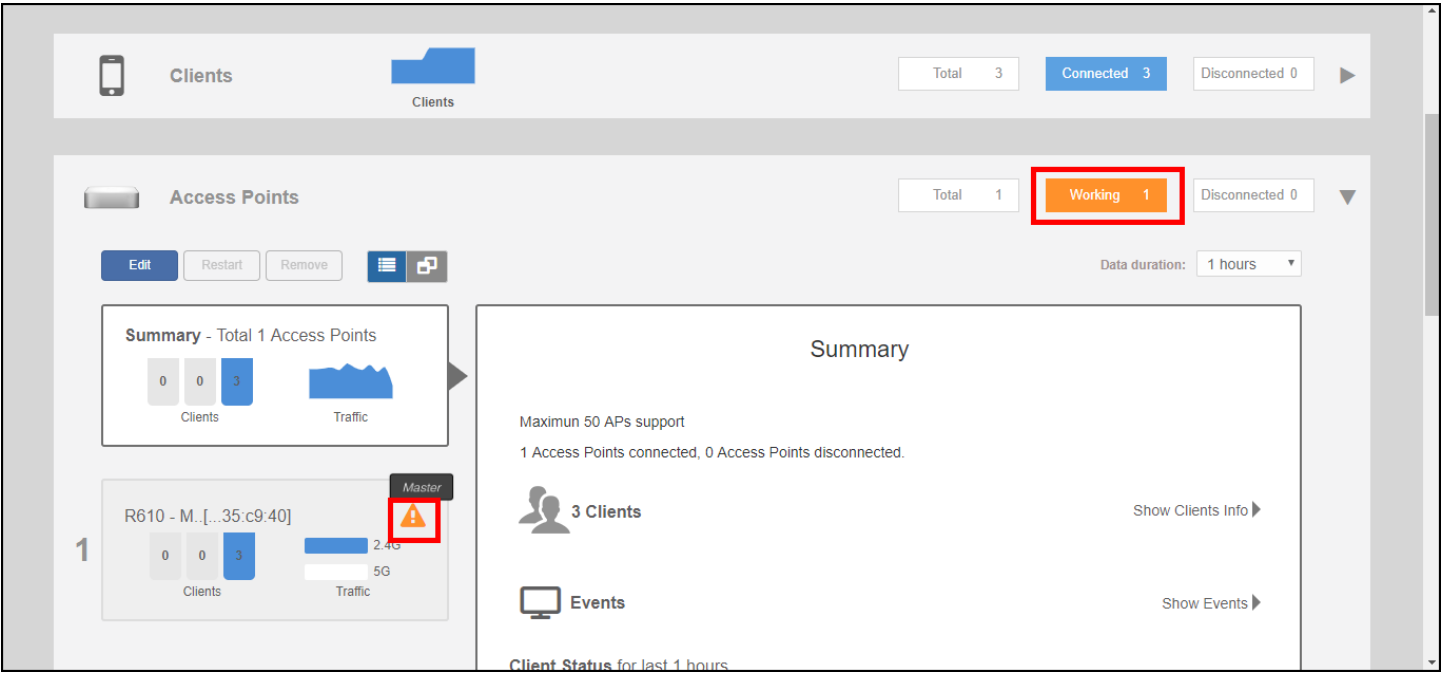 Clients
Clients
Total 3
Connected 3
Disconnected 0
Access Points
Total 1
Working 1
Disconnected 0
Edit
Restart
Remove
Data duration: 1 hours
Summary - Total 1 Access Points
0 0 3
Clients
Traffic
Summary
Maximun 50 APs support
1 Access Points connected, 0 Access Points disconnected.
3 Clients
Show Clients Info
Events
Show Events
Client Status for last 1 hours
1
Master
R610 - M..[...35:c9:40]
0 0 3
2.4G
5G
Clients
Traffic